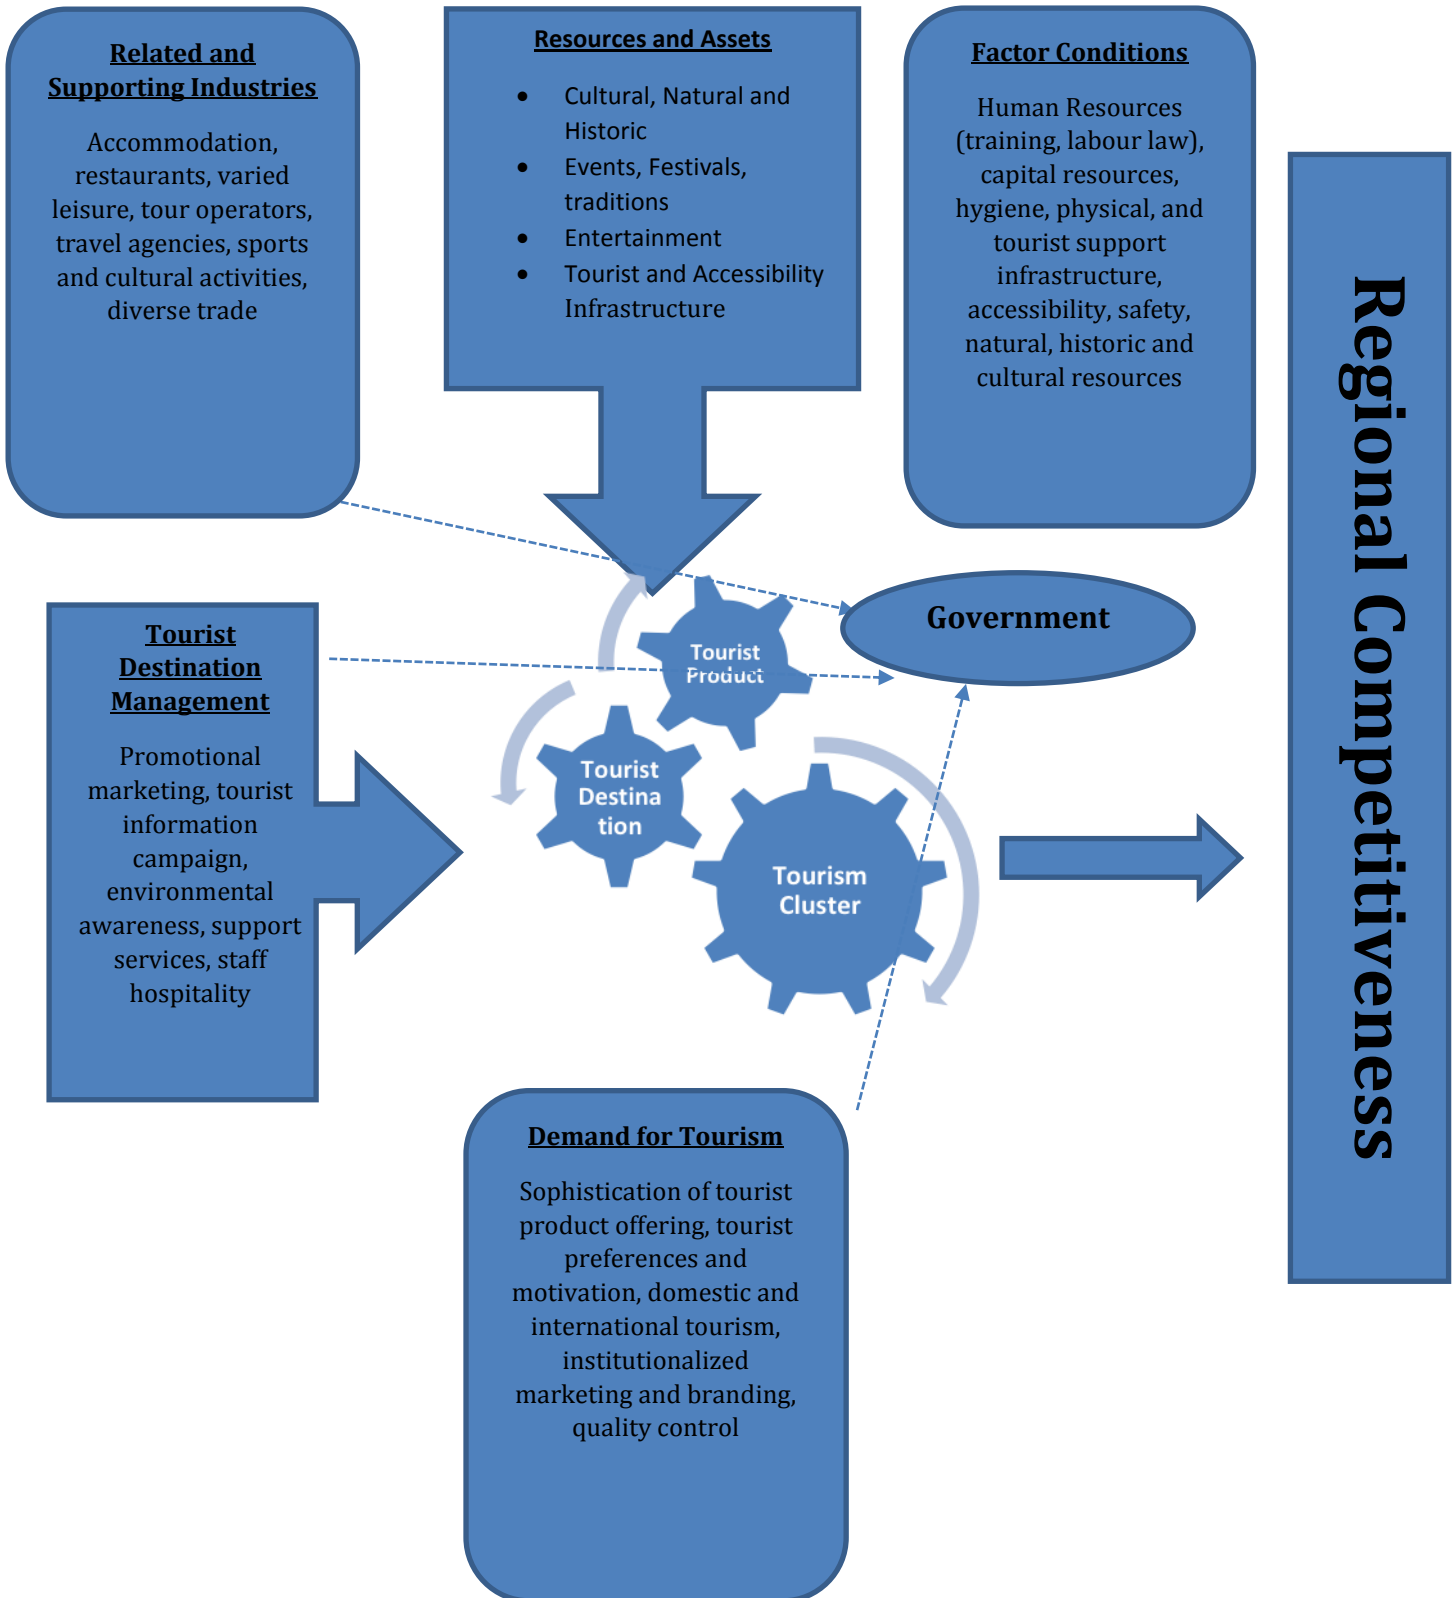 Related and
Supporting Industries
Accommodation,
restaurants, varied
leisure, tour operators,
travel agencies, sports
and cultural activities,
diverse trade
Resources and Assets
• Cultural, Natural and
Historic
• Events, Festivals,
traditions
• Entertainment
• Tourist and Accessibility
Infrastructure
Factor Conditions
Human Resources
(training, labour law),
capital resources,
hygiene, physical, and
tourist support
infrastructure,
accessibility, safety,
natural, historic and
cultural resources
Regional Competitiveness
Government
Tourist
Product
Tourist
Destination
Management
Promotional
marketing, tourist
information
campaign,
environmental
awareness, support
services, staff
hospitality
Tourist
Destina
tion
Tourism
Cluster
Demand for Tourism
Sophistication of tourist
product offering, tourist
preferences and
motivation, domestic and
international tourism,
institutionalized
marketing and branding,
quality control